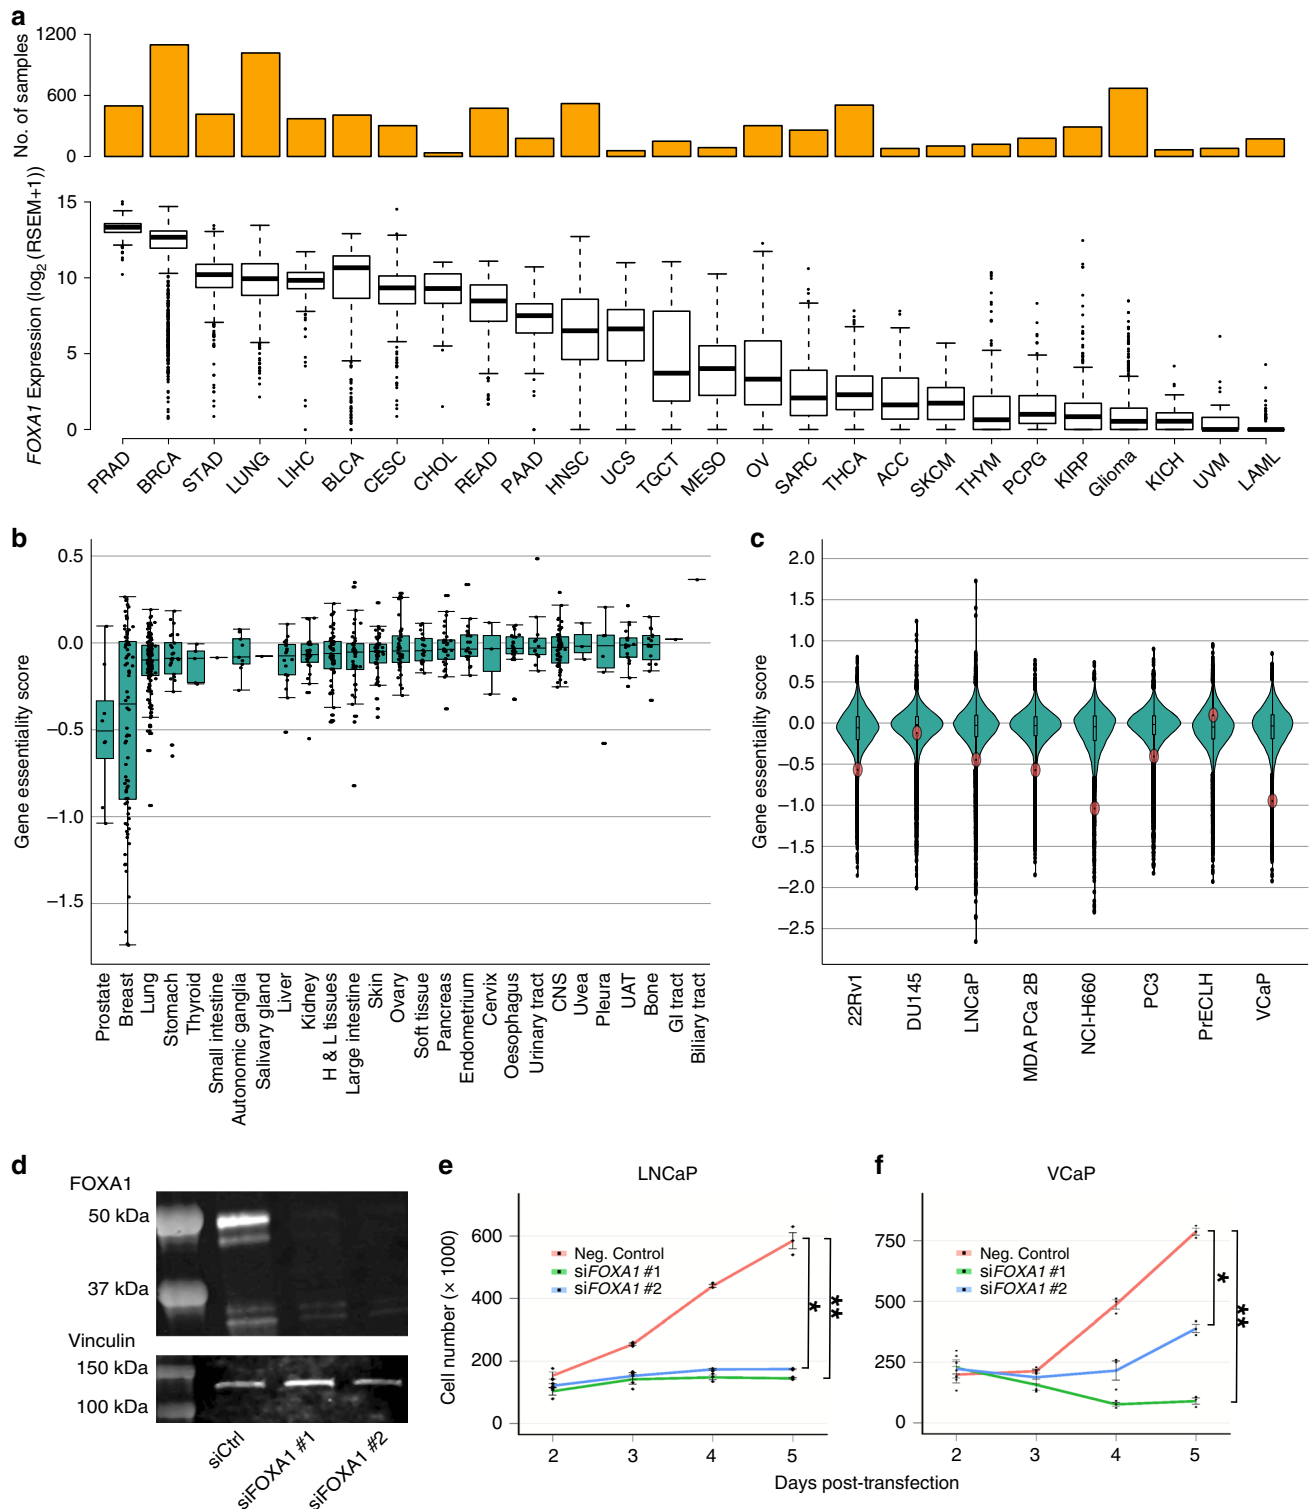 a
No. of samples
1200
600
0
FOXA1 Expression (log2 (RSEM+1))
15
10
5
0
PRAD
BRCA
STAD
LUNG
LIHC
BLCA
CESC
CHOL
READ
PAAD
HNSC
UCS
TGCT
MESO
OV
SARC
THCA
ACC
SKCM
THYM
PCPG
KIRP
Glioma
KICH
UVM
LAML
b
Gene essentiality score
0.5
0.0
−0.5
−1.0
−1.5
Prostate
Breast
Lung
Stomach
Thyroid
Small intestine
Autonomic ganglia
Salivary gland
Liver
Kidney
H & L tissues
Large intestine
Skin
Ovary
Soft tissue
Pancreas
Endometrium
Cervix
Oesophagus
Urinary tract
CNS
Uvea
Pleura
UAT
Bone
GI tract
Biliary tract
c
Gene essentiality score
2.0
1.5
1.0
0.5
0.0
−0.5
−1.0
−1.5
−2.0
−2.5
22Rv1
DU145
LNCaP
MDA PCa 2B
NCI-H660
PC3
PrECLH
VCaP
d
FOXA1
50 kDa
37 kDa
Vinculin
150 kDa
100 kDa
siCtrl
siFOXA1 #1
siFOXA1 #2
e
LNCaP
Cell number (× 1000)
600
400
200
0
Neg. Control
siFOXA1 #1
siFOXA1 #2
*
**
2
3
4
5
f
VCaP
750
500
250
0
Neg. Control
siFOXA1 #1
siFOXA1 #2
*
**
2
3
4
5
Days post-transfection